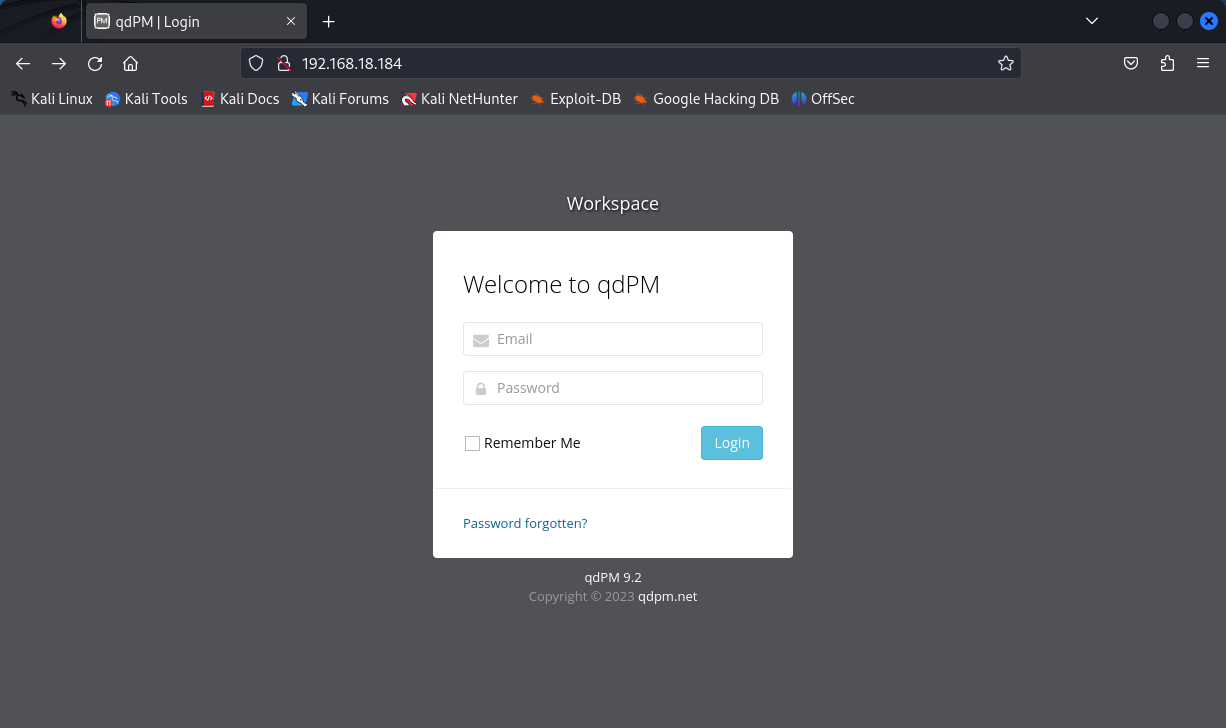 PM qdPM | Login
192.168.18.184
Kali Linux Kali Tools Kali Docs Kali Forums Kali NetHunter Exploit-DB Google Hacking DB OffSec
Workspace
Welcome to qdPM
Email
Password
Remember Me Login
Password forgotten?
qdPM 9.2
Copyright © 2023 qdpm.net